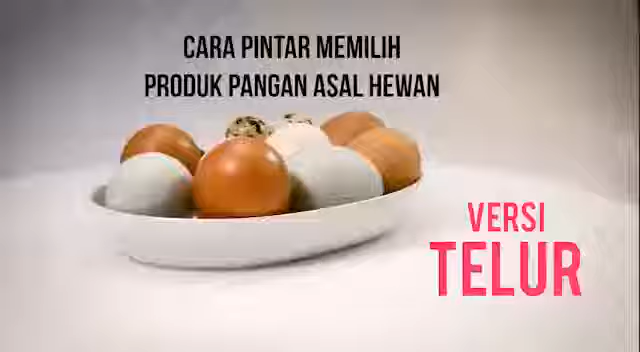 CARA PINTAR MEMILIH
PRODUK PANGAN ASAL HEWAN
VERSI
TELUR